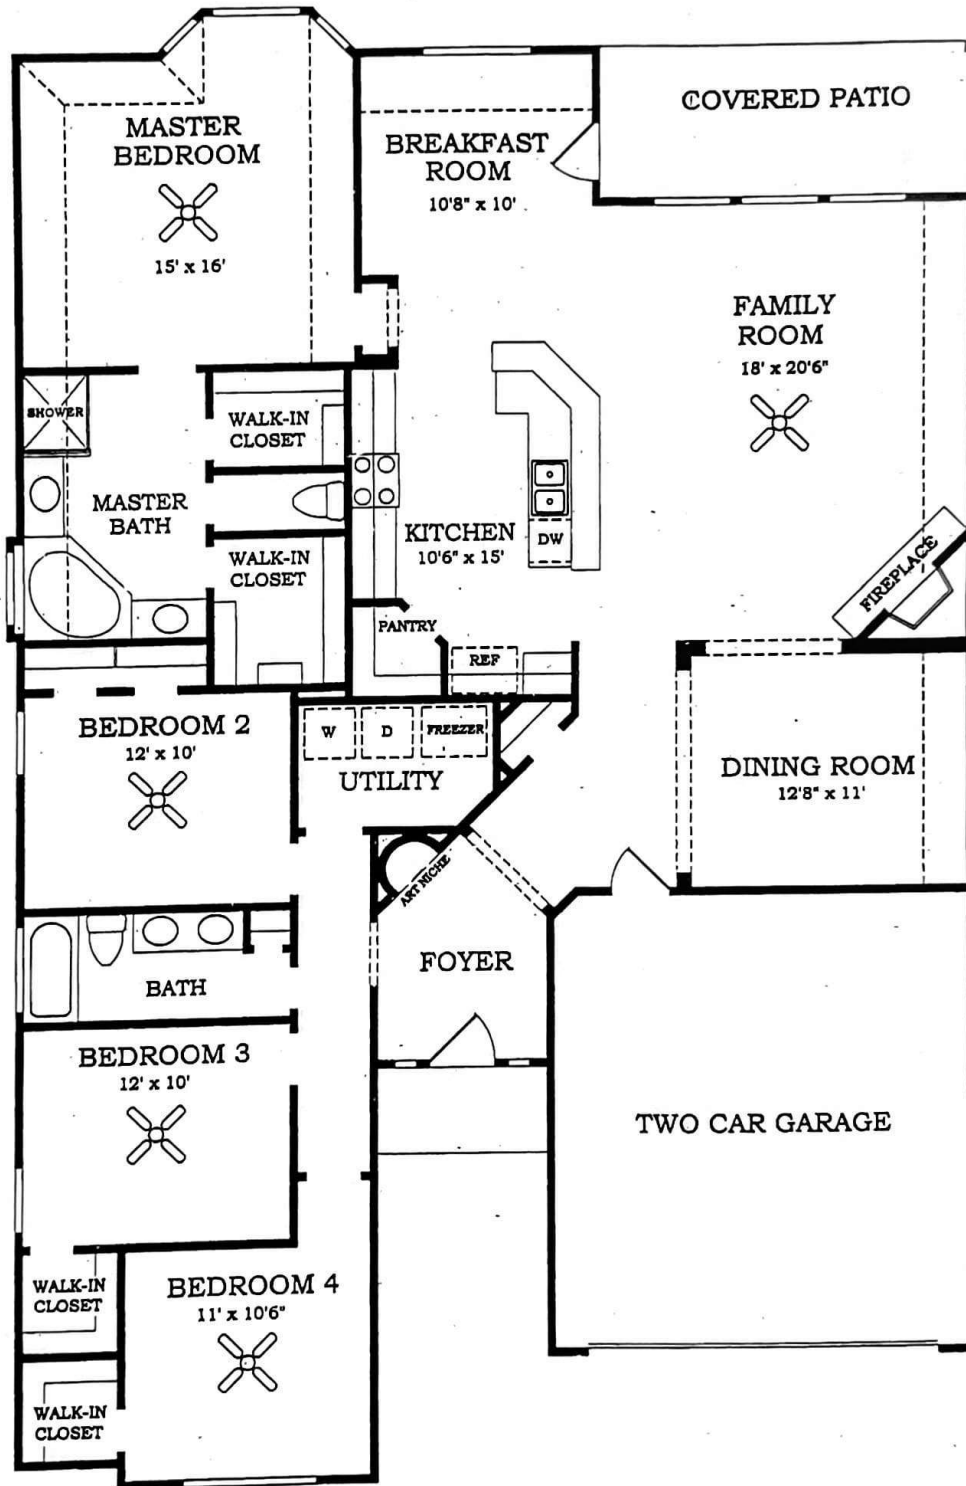 COVERED PATIO
MASTER
BEDROOM
15' x 16'
BREAKFAST
ROOM
10'8" x 10'
FAMILY
ROOM
18' x 20'6"
SHOWER
WALK-IN
CLOSET
MASTER
BATH
KITCHEN
10'6" x 15'
DW
WALK-IN
CLOSET
FIREPLACE
PANTRY
REF
BEDROOM 2
12' x 10'
W
D
FREEZER
UTILITY
DINING ROOM
12'8" x 11'
ART NICHE
FOYER
BATH
BEDROOM 3
12' x 10'
TWO CAR GARAGE
WALK-IN
CLOSET
BEDROOM 4
11' x 10'6"
WALK-IN
CLOSET